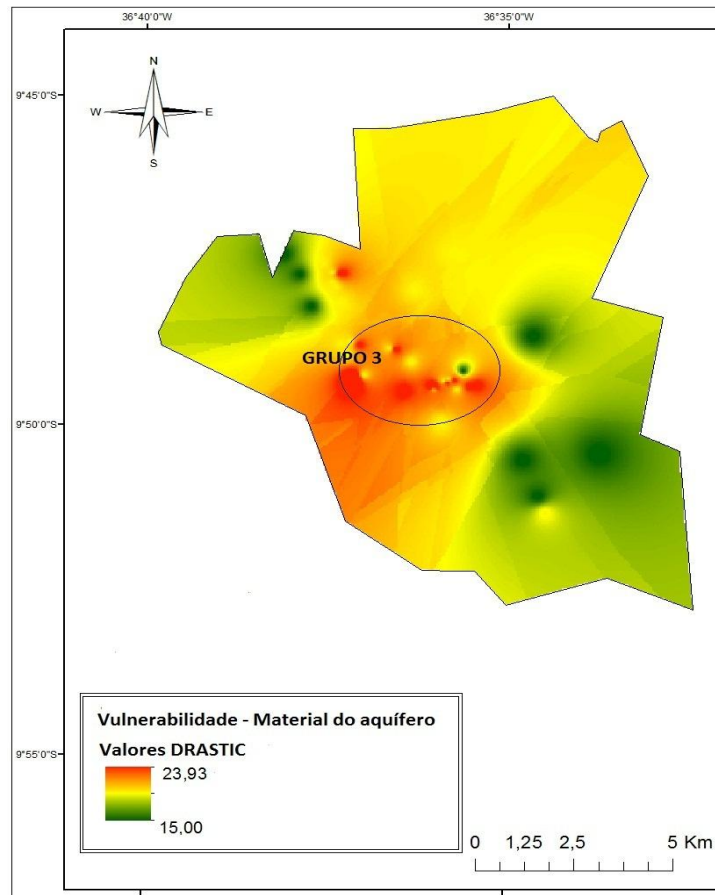 36°40'0"W
36°35'0"W
9°45'0"S
N
W E
S
GRUPO 3
9°50'0"S
9°55'0"S
Vulnerabilidade - Material do aquífero
Valores DRASTIC
23,93
15,00
0 1,25 2,5 5 Km